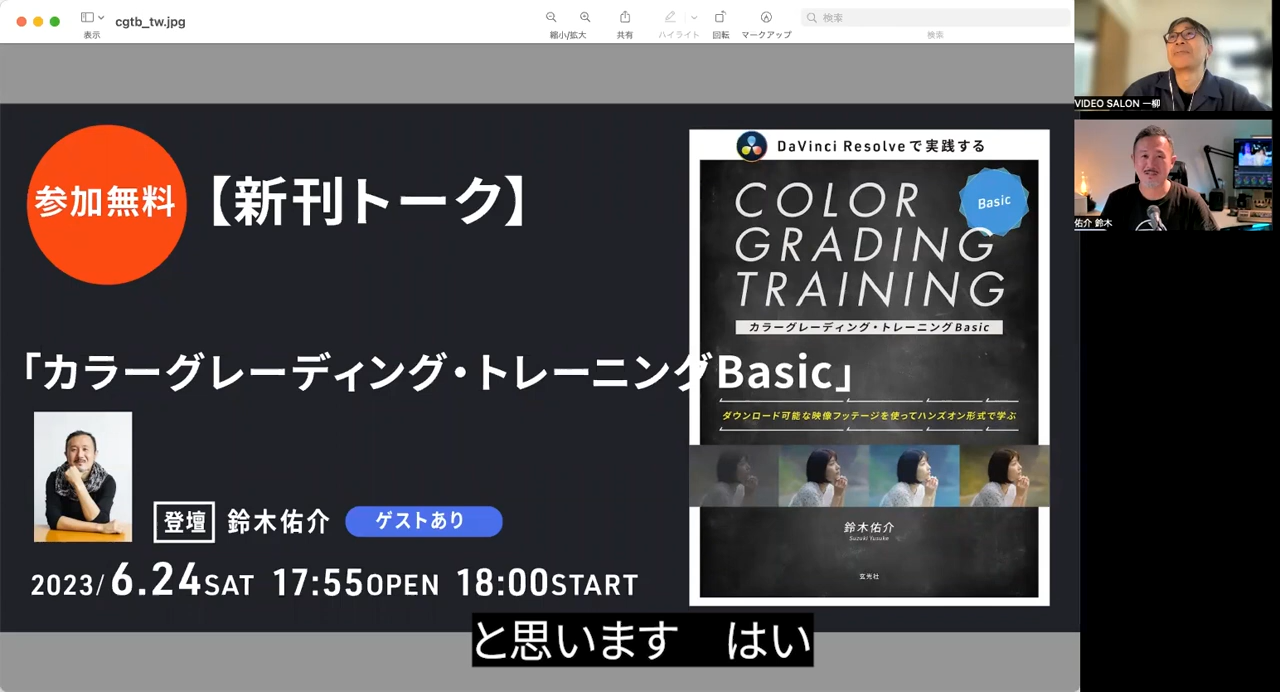 cgtb_tw.jpg
表示
縮小/拡大
共有
ハイライト
回転
マークアップ
検索
検索
参加無料
【新刊トーク】
「カラーグレーディング・トレーニングBasic」
登壇
鈴木佑介
ゲストあり
2023/6.24SAT 17:55OPEN 18:00START
DaVinci Resolveで実践する
Basic
COLOR
GRADING
TRAINING
カラーグレーディング・トレーニングBasic
ダウンロード可能な映像フッテージを使ってハンズオン形式で学ぶ
鈴木佑介
Suzuki Yusuke
玄光社
VIDEO SALON 一柳
佑介 鈴木
と思います はい